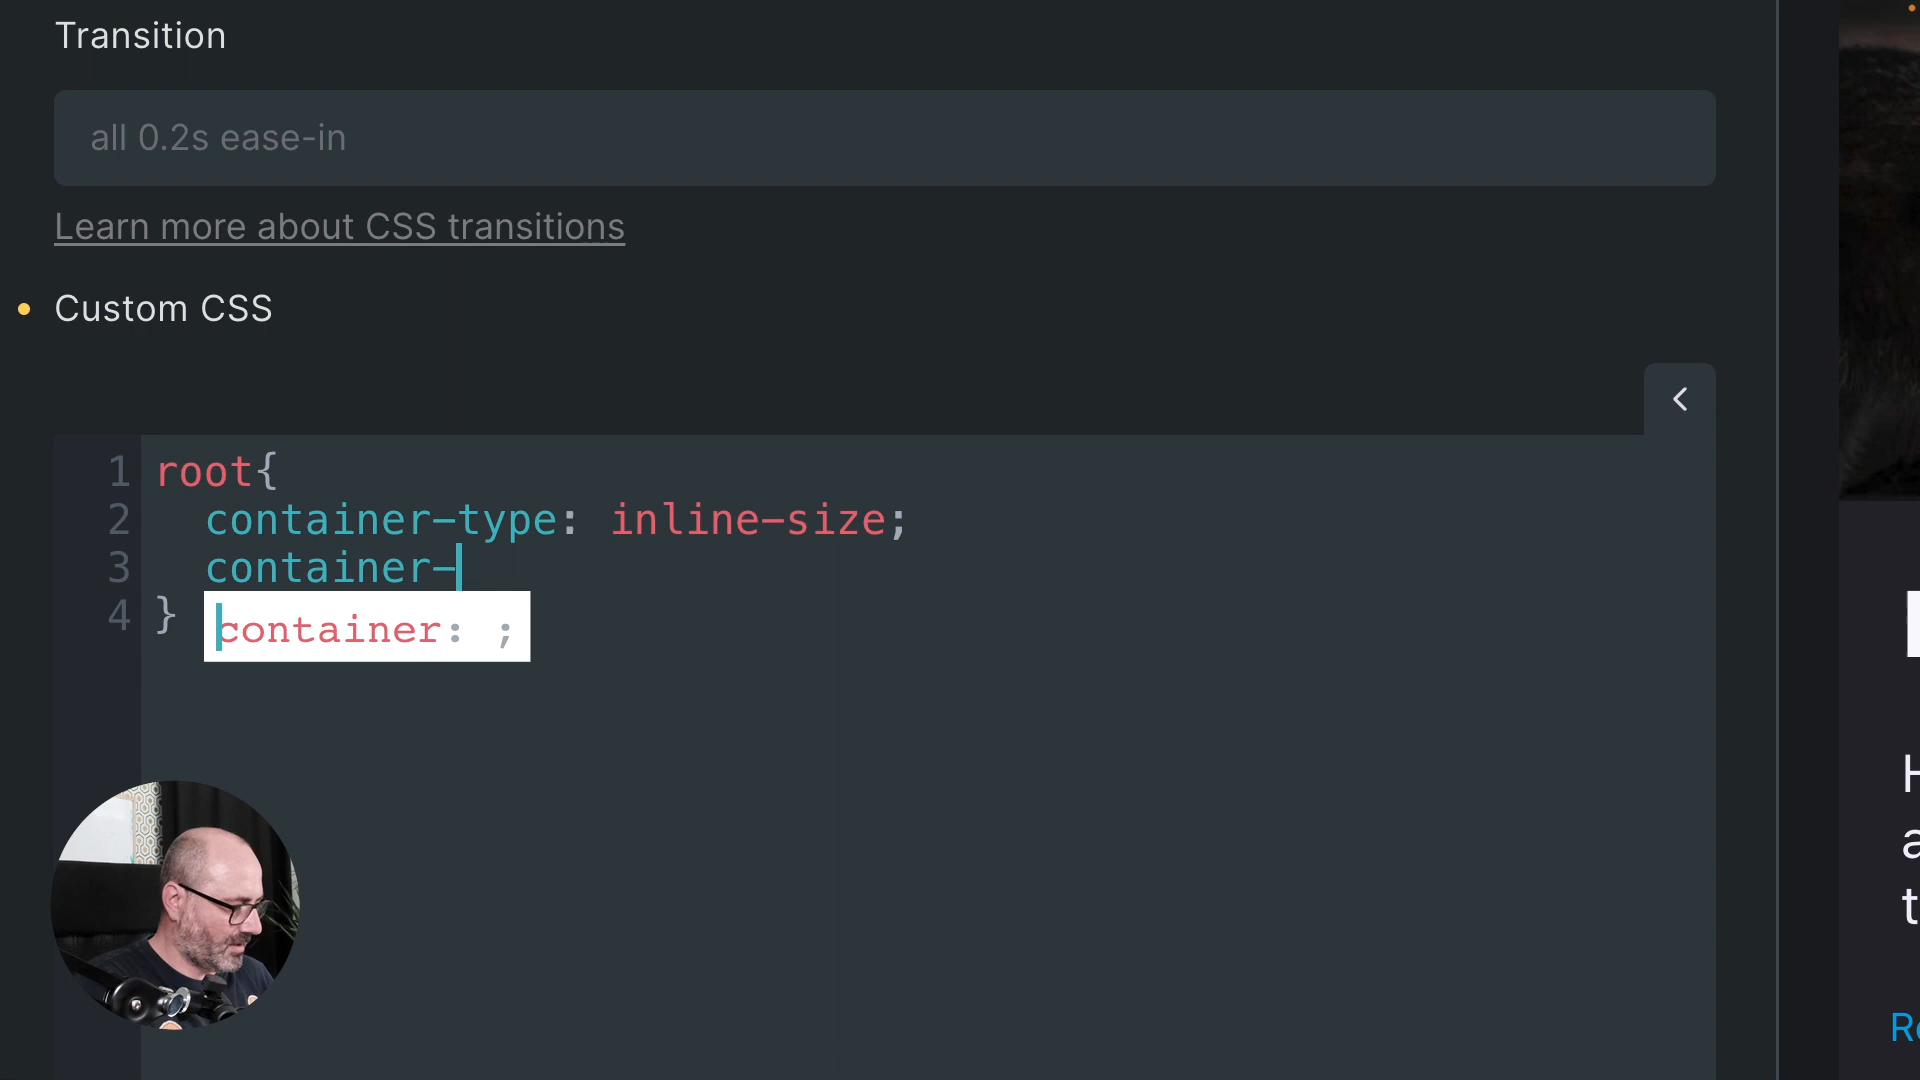 Transition
all 0.2s ease-in
Learn more about CSS transitions
Custom CSS
1 root{
2 container-type: inline-size;
3 container-
4 }
container: ;
H
a
t
Re